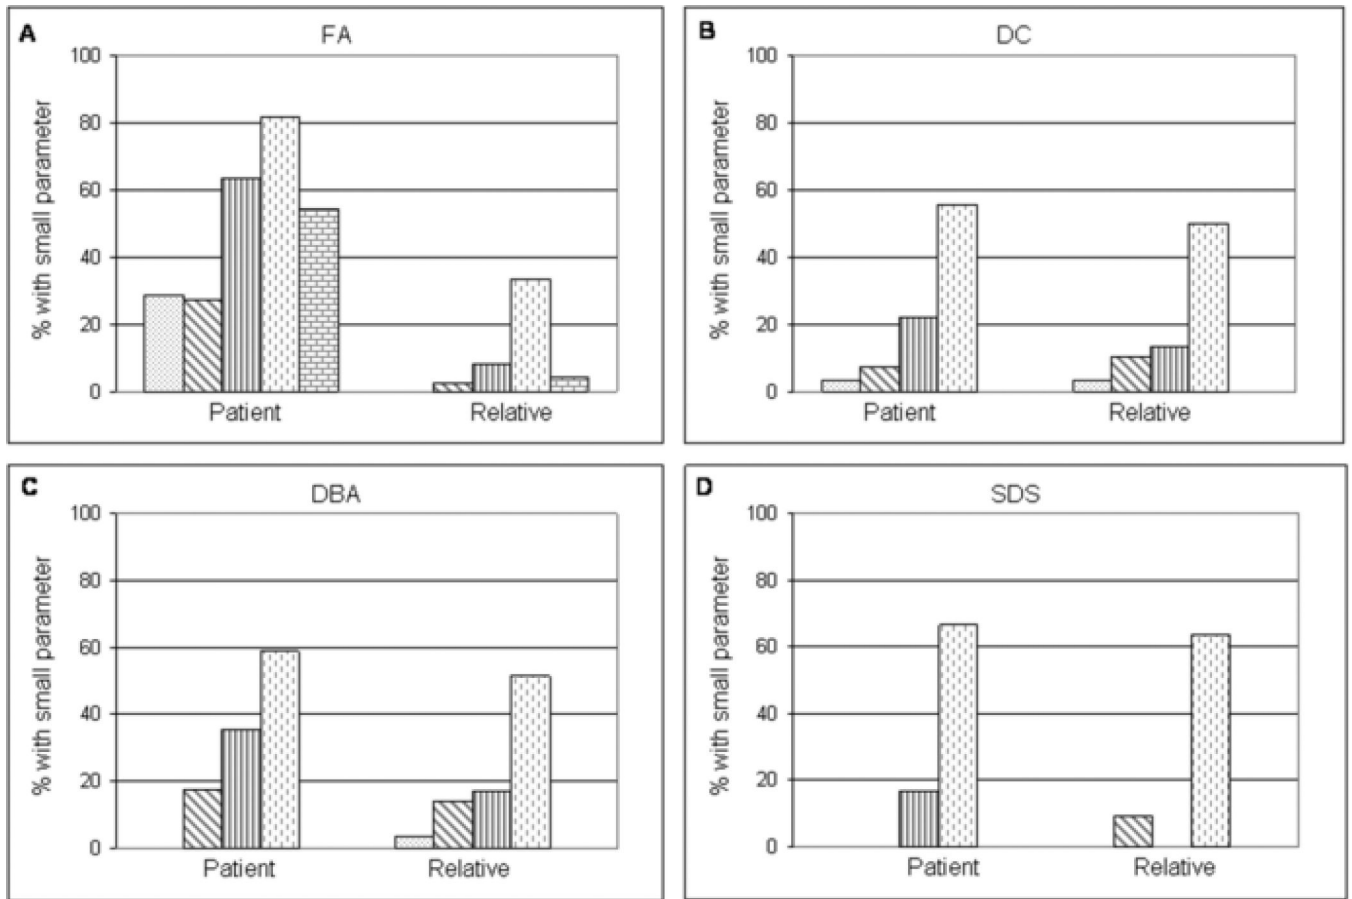 A
FA
% with small parameter
100
80
60
40
20
0
Patient
Relative
B
DC
% with small parameter
100
80
60
40
20
0
Patient
Relative
C
DBA
% with small parameter
100
80
60
40
20
0
Patient
Relative
D
SDS
% with small parameter
100
80
60
40
20
0
Patient
Relative